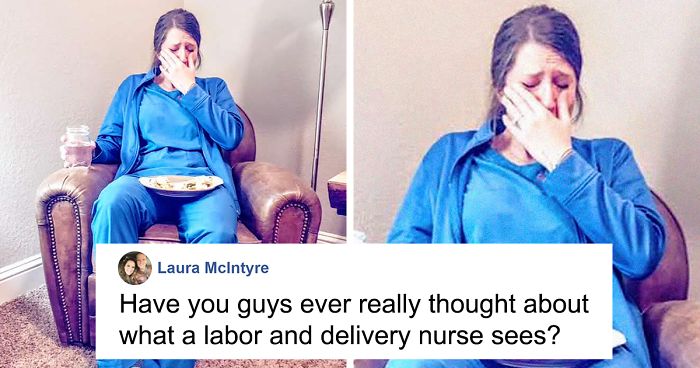 Laura McIntyre
Have you guys ever really thought about
what a labor and delivery nurse sees?